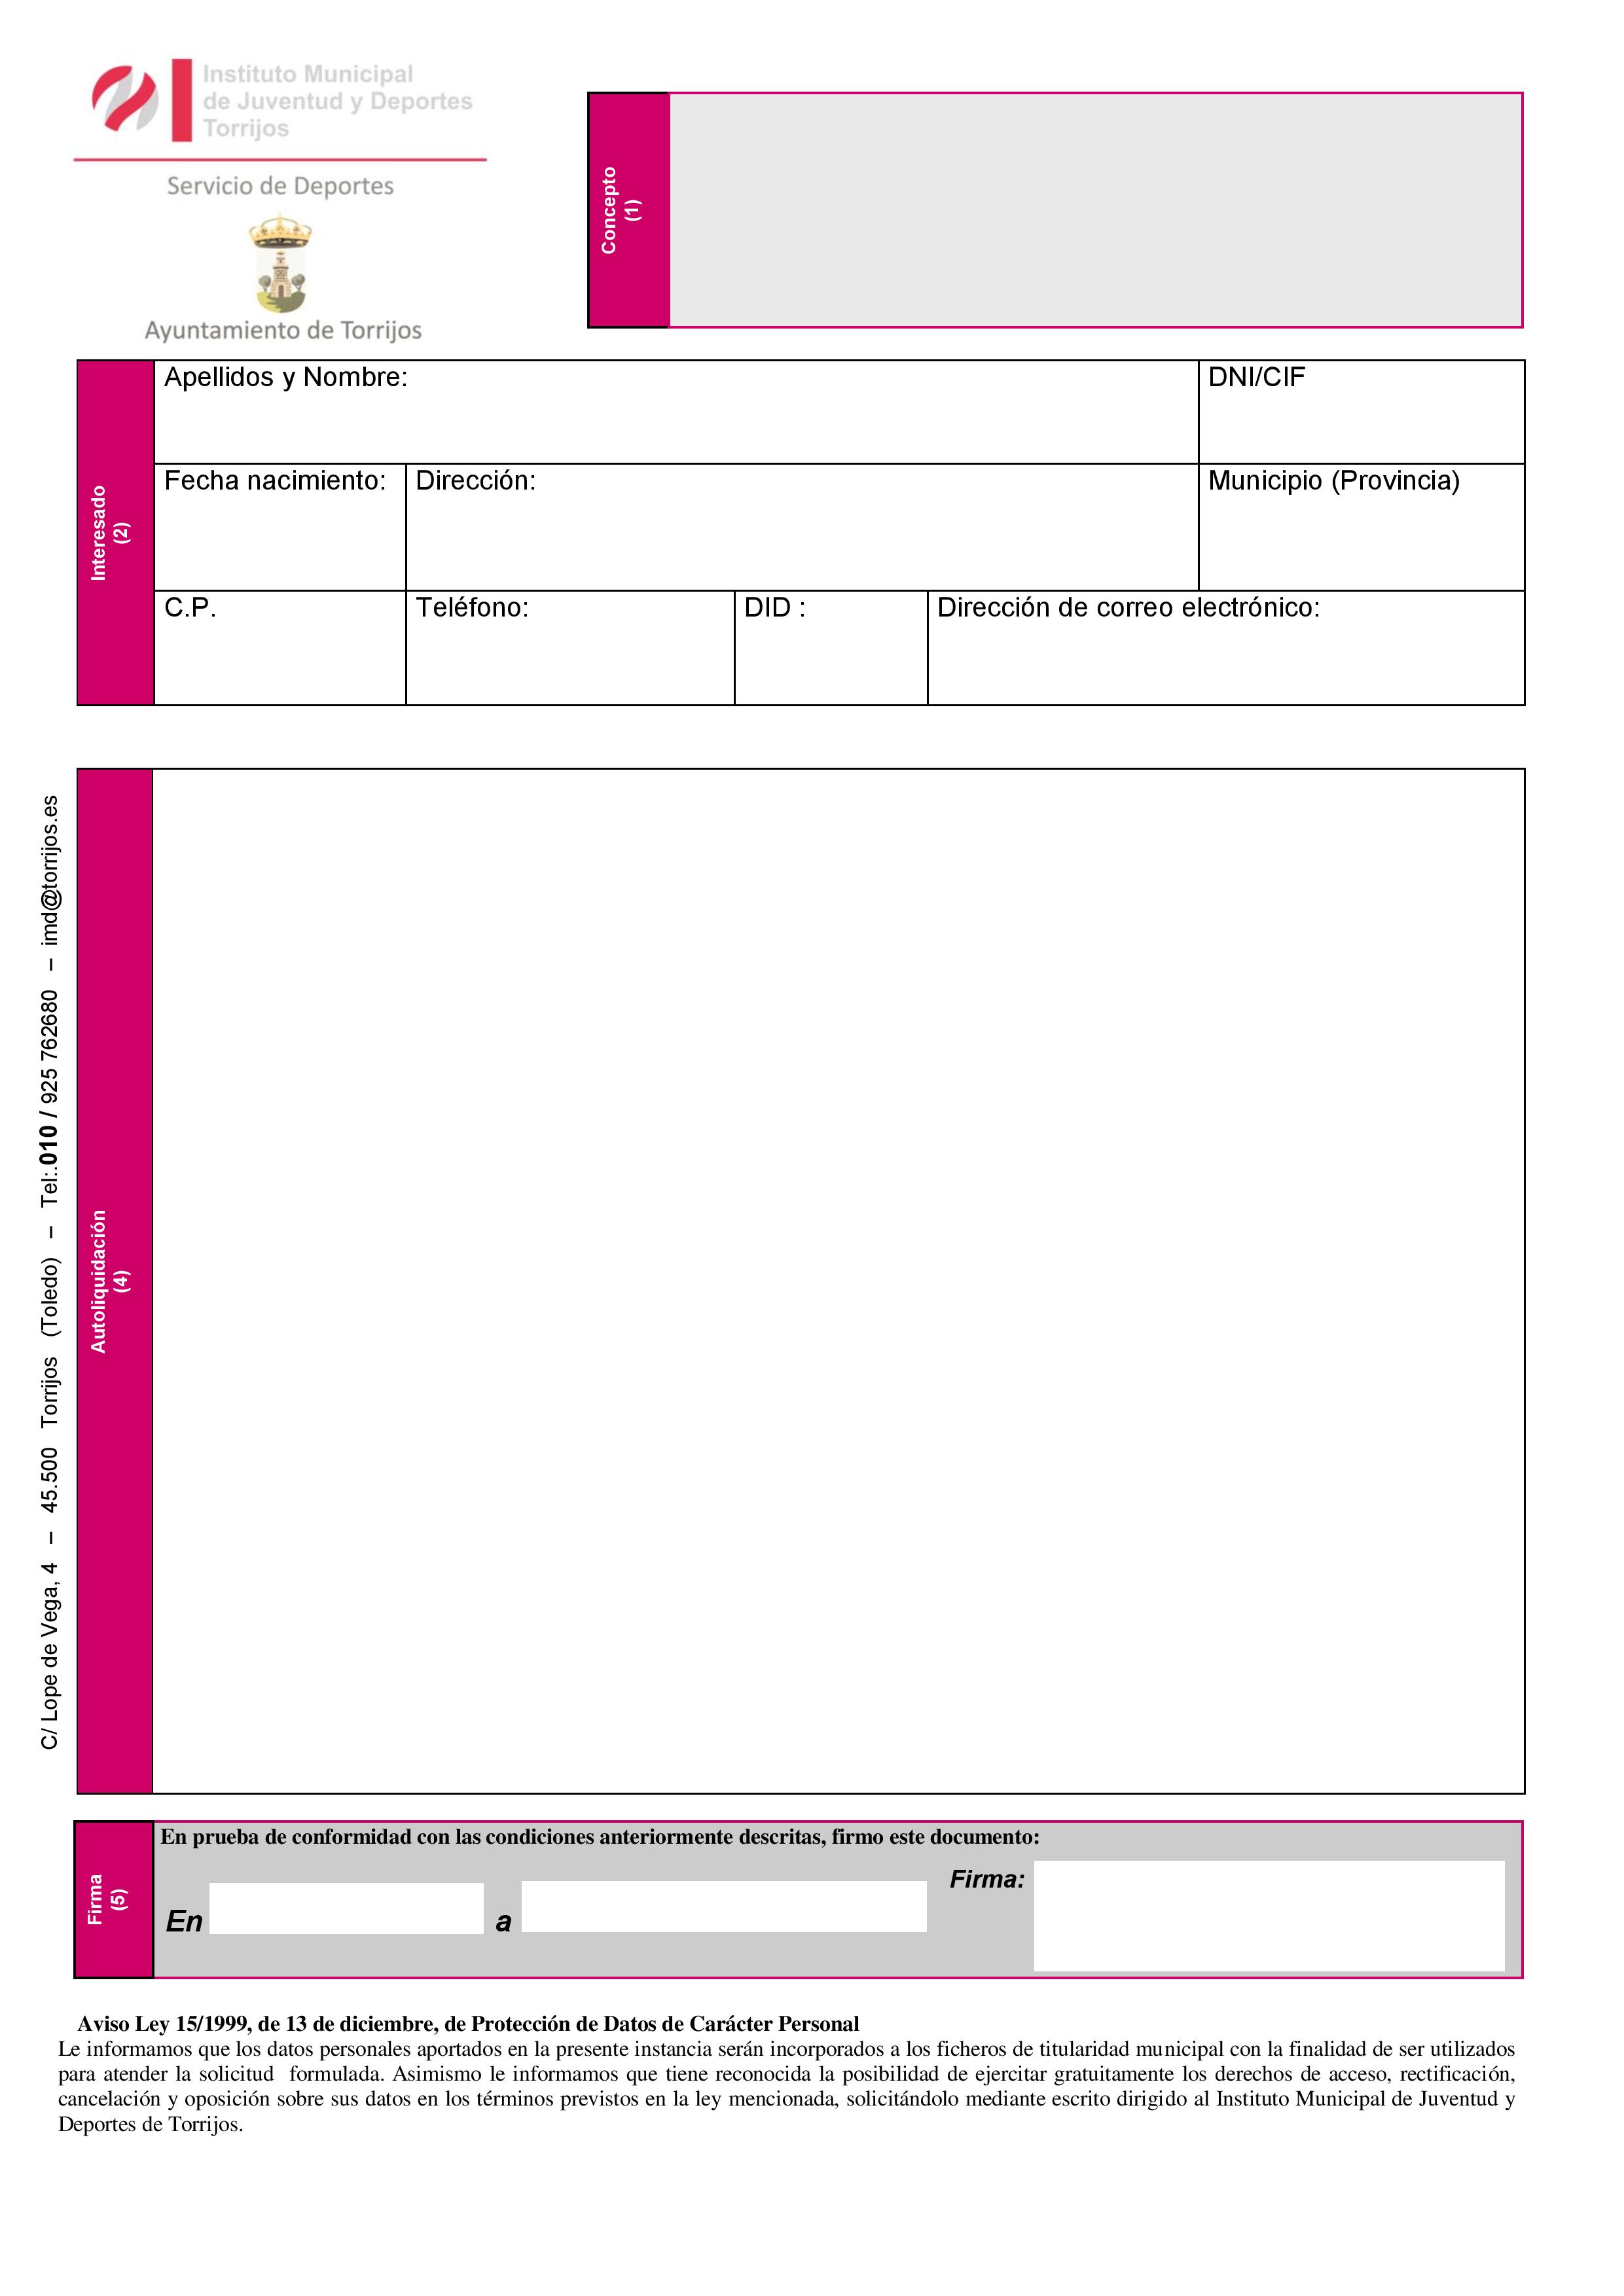 Instituto Municipal
de Juventud y Deportes
Torrijos
Servicio de Deportes
Ayuntamiento de Torrijos
Concepto
(1)
Interesado
(2)
Apellidos y Nombre:
DNI/CIF
Fecha nacimiento:
Dirección:
Municipio (Provincia)
C.P.
Teléfono:
DID :
Dirección de correo electrónico:
C/ Lope de Vega, 4 – 45.500 Torrijos (Toledo) – Tel:.010 / 925 762680 – imd@torrijos.es
Autoliquidación
(4)
Firma
(5)
En prueba de conformidad con las condiciones anteriormente descritas, firmo este documento:
Firma:
En
a
Aviso Ley 15/1999, de 13 de diciembre, de Protección de Datos de Carácter Personal
Le informamos que los datos personales aportados en la presente instancia serán incorporados a los ficheros de titularidad municipal con la finalidad de ser utilizados
para atender la solicitud formulada. Asimismo le informamos que tiene reconocida la posibilidad de ejercitar gratuitamente los derechos de acceso, rectificación,
cancelación y oposición sobre sus datos en los términos previstos en la ley mencionada, solicitándolo mediante escrito dirigido al Instituto Municipal de Juventud y
Deportes de Torrijos.